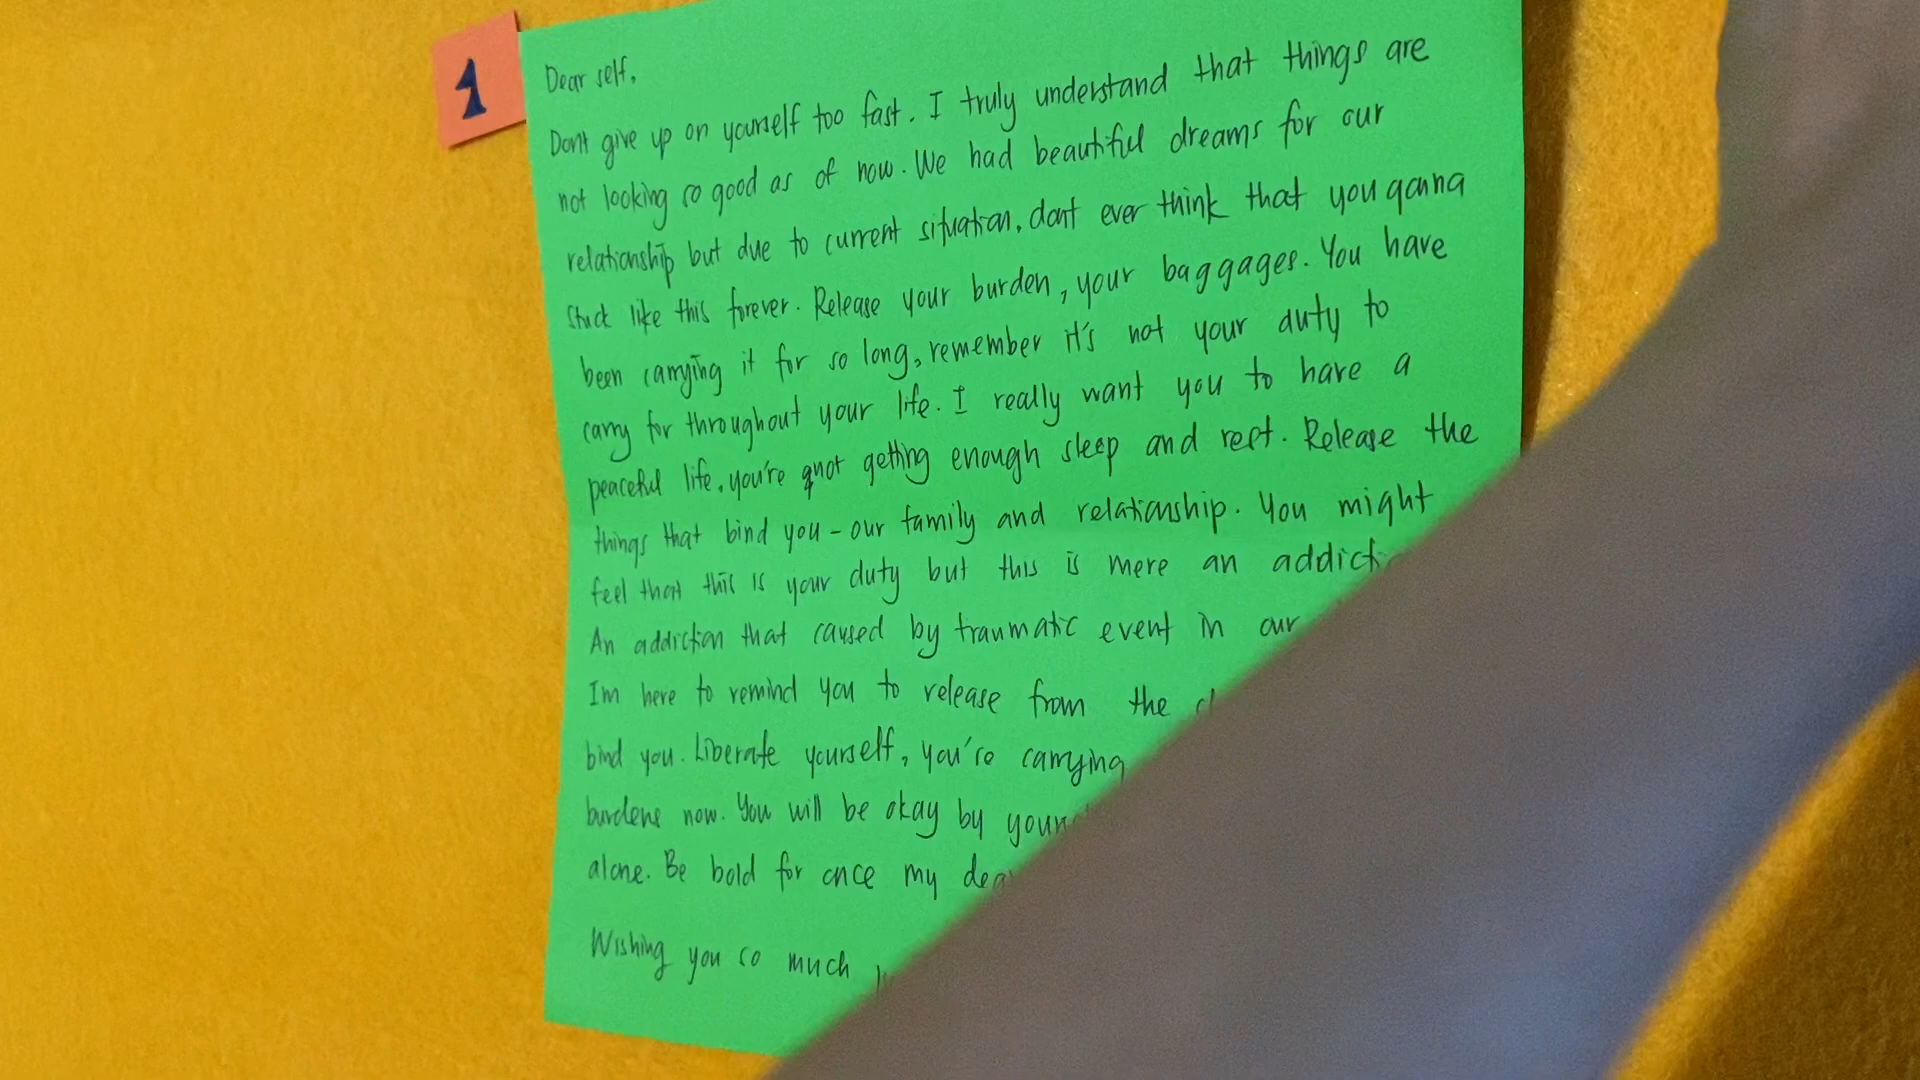 1
Dear self,
Dont give up on yourself too fast. I truly understand that things are
not looking so good as of now. We had beautiful dreams for our
relationship but due to current situation, dont ever think that you gonna
stuck like this forever. Release your burden, your baggages. You have
been carrying it for so long, remember it's not your duty to
carry for throughout your life. I really want you to have a
peaceful life, you're not getting enough sleep and rest. Release the
things that bind you - our family and relationship. You might
feel that this is your duty but this is mere an
An addiction that caused by traumatic event in our
Im here to remind you to release from the
bind you. Liberate yourself, you're carrying
burdens now. You will be okay by
alone. Be bold for once my
Wishing you so much